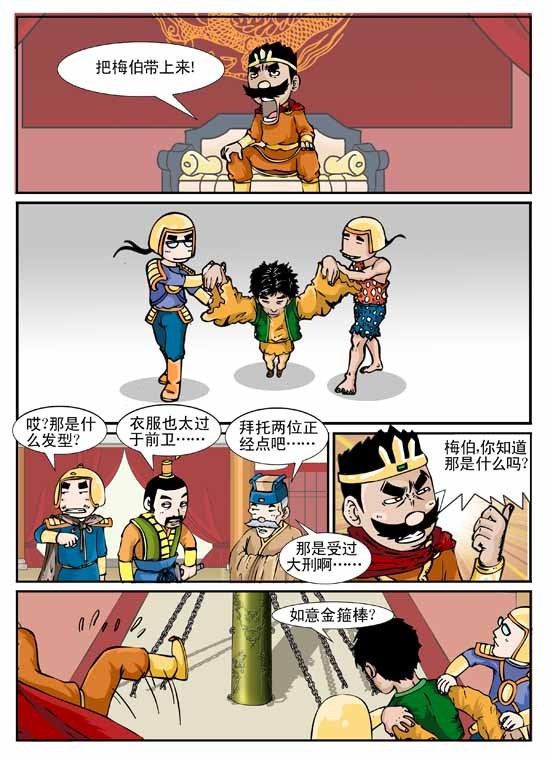 把梅伯带上来!
哎?那是什
么发型?
衣服也太过
于前卫……
拜托两位正
经点吧……
那是受过
大刑啊……
梅伯,你知道
那是什么吗?
如意金箍棒?